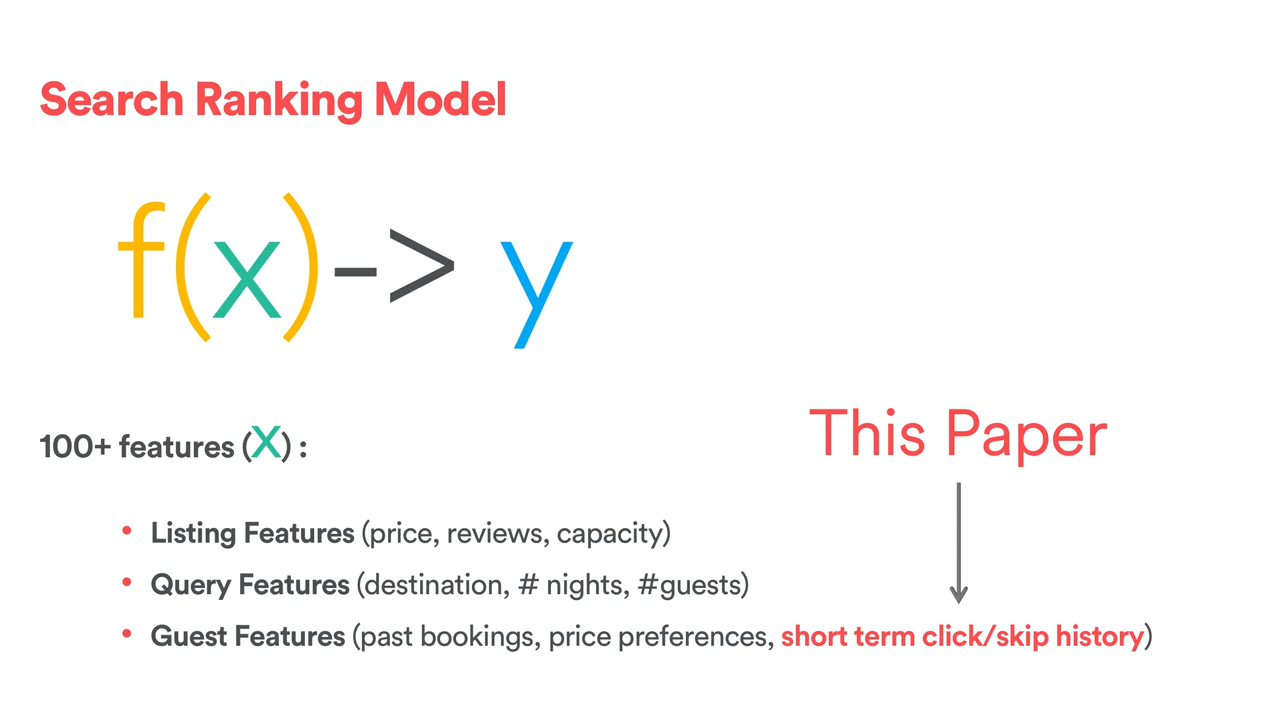 Search Ranking Model
f(x)-> y
100+ features (X) :
This Paper
• Listing Features (price, reviews, capacity)
• Query Features (destination, # nights, #guests)
• Guest Features (past bookings, price preferences, short term click/skip history)